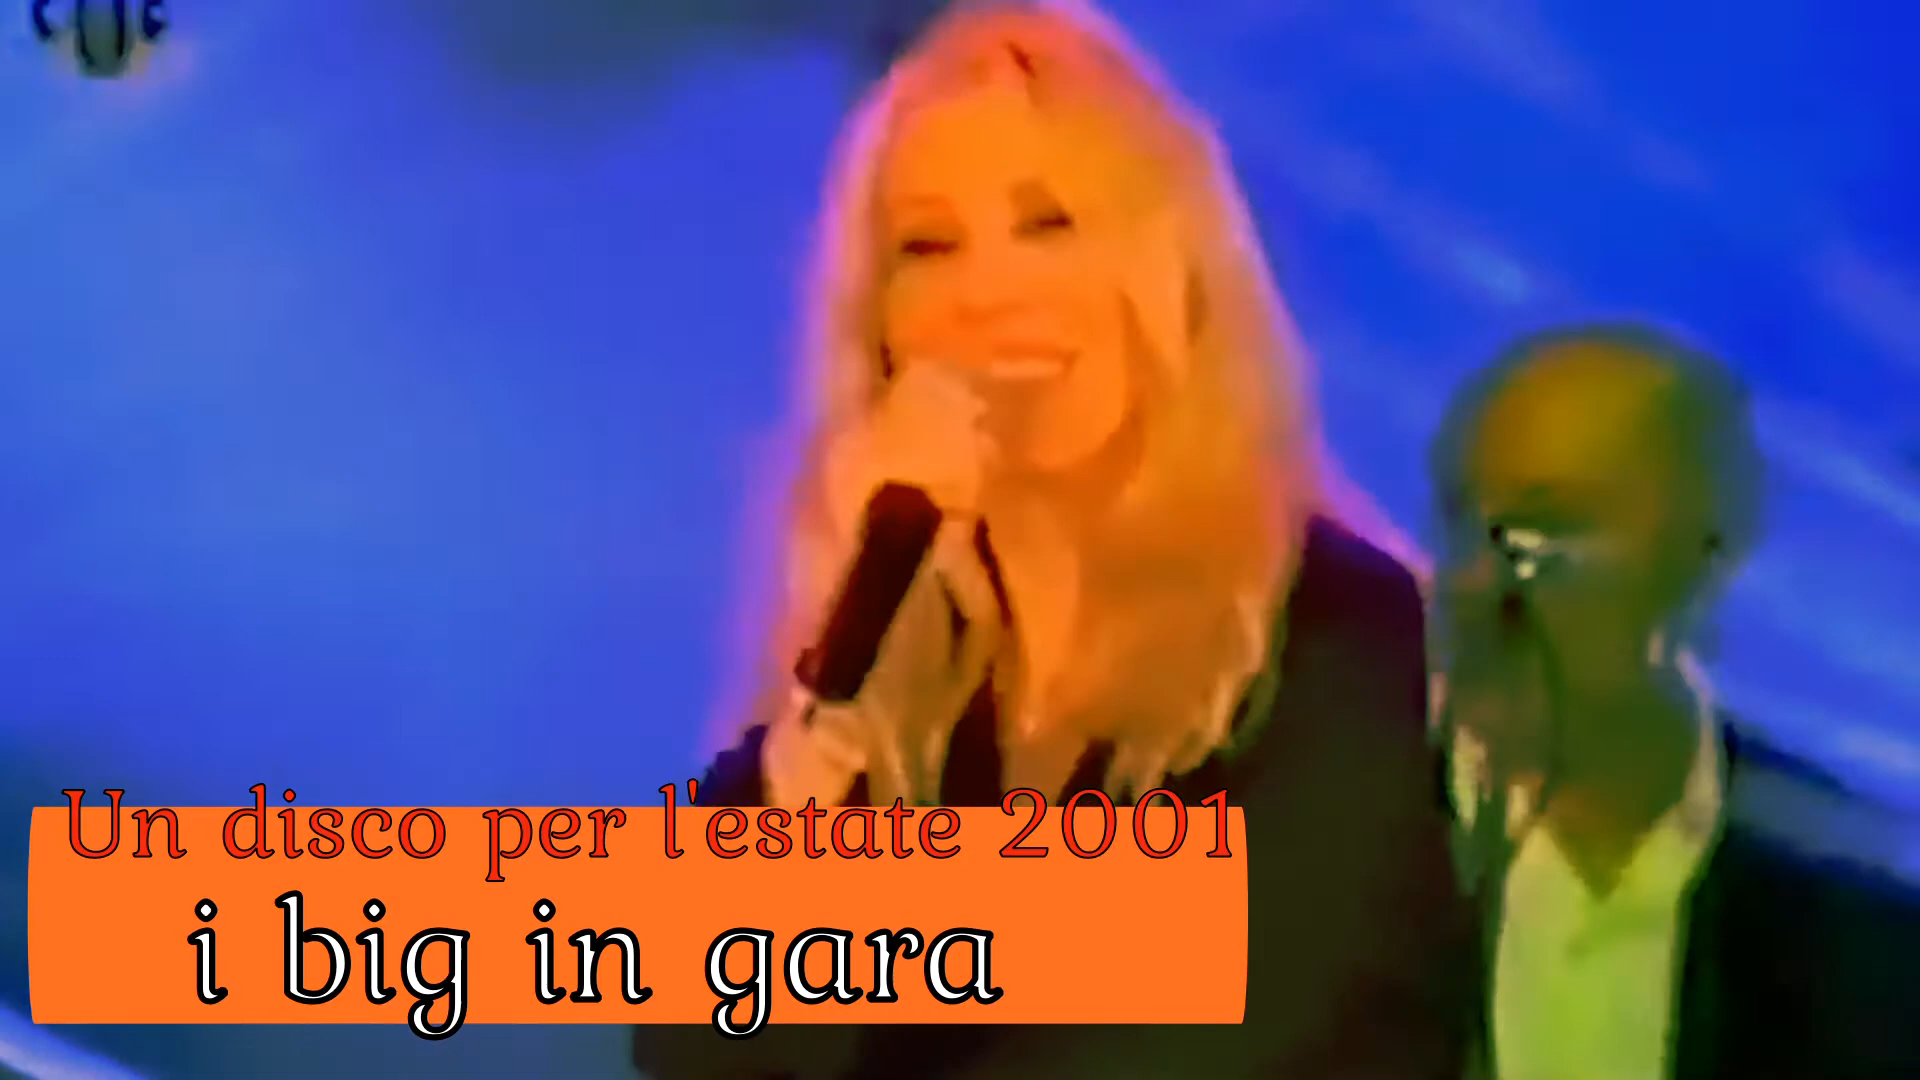 Un disco per l'estate 2001
i big in gara